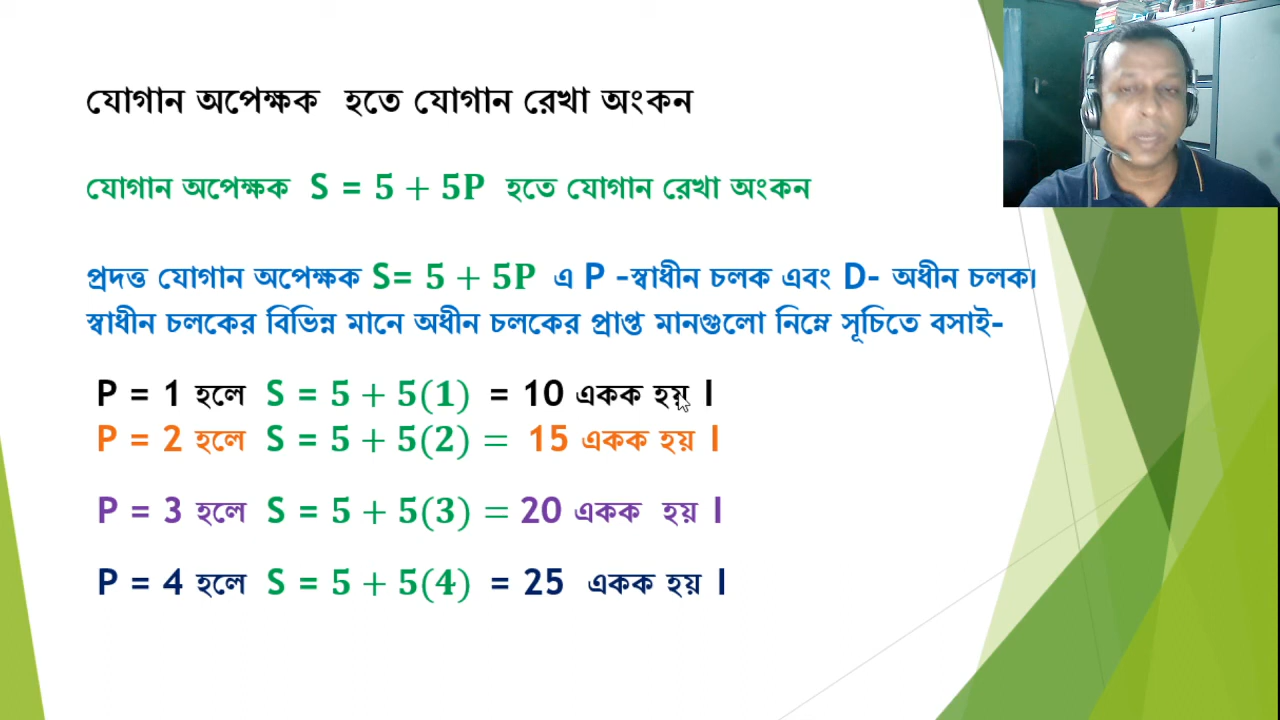 যোগান অপেক্ষক হতে যোগান রেখা অংকন
যোগান অপেক্ষক S = 5 + 5P হতে যোগান রেখা অংকন
প্রদত্ত যোগান অপেক্ষক S= 5 + 5P এ P -স্বাধীন চলক এবং D- অধীন চলক।
স্বাধীন চলকের বিভিন্ন মানে অধীন চলকের প্রাপ্ত মানগুলো নিম্নে সূচিতে বসাই-
P = 1 হলে S = 5 + 5(1) = 10 একক হয় ।
P = 2 হলে S = 5 + 5(2) = 15 একক হয় ।
P = 3 হলে S = 5 + 5(3) = 20 একক হয় ।
P = 4 হলে S = 5 + 5(4) = 25 একক হয় ।